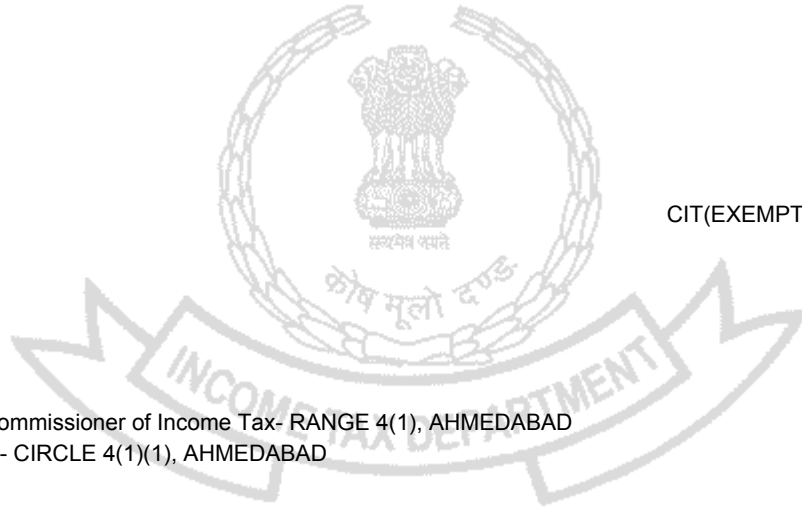 सत्यमेव जयते
CIT(EXEMPT
कोष मूलो दण्डः
INCOME TAX DEPARTMENT
ommissioner of Income Tax- RANGE 4(1), AHMEDABAD
- CIRCLE 4(1)(1), AHMEDABAD